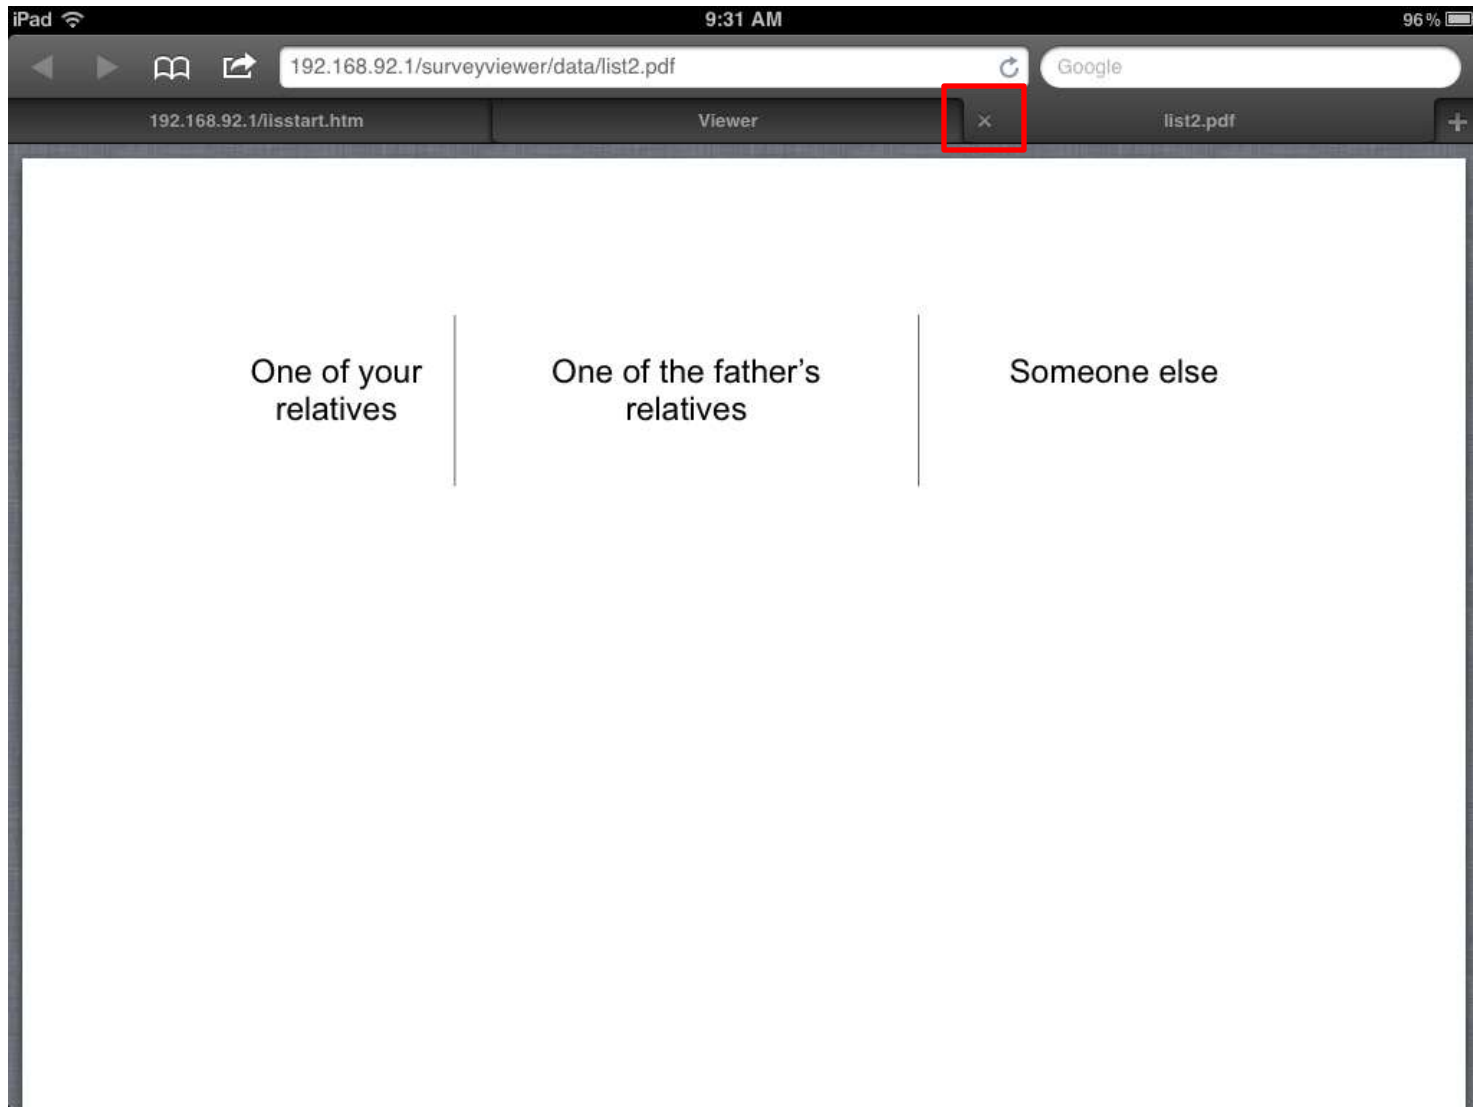 iPad 9:31 AM 96%
192.168.92.1/surveyviewer/data/list2.pdf Google
192.168.92.1/iisstart.htm Viewer list2.pdf
One of your One of the father's Someone else
relatives relatives